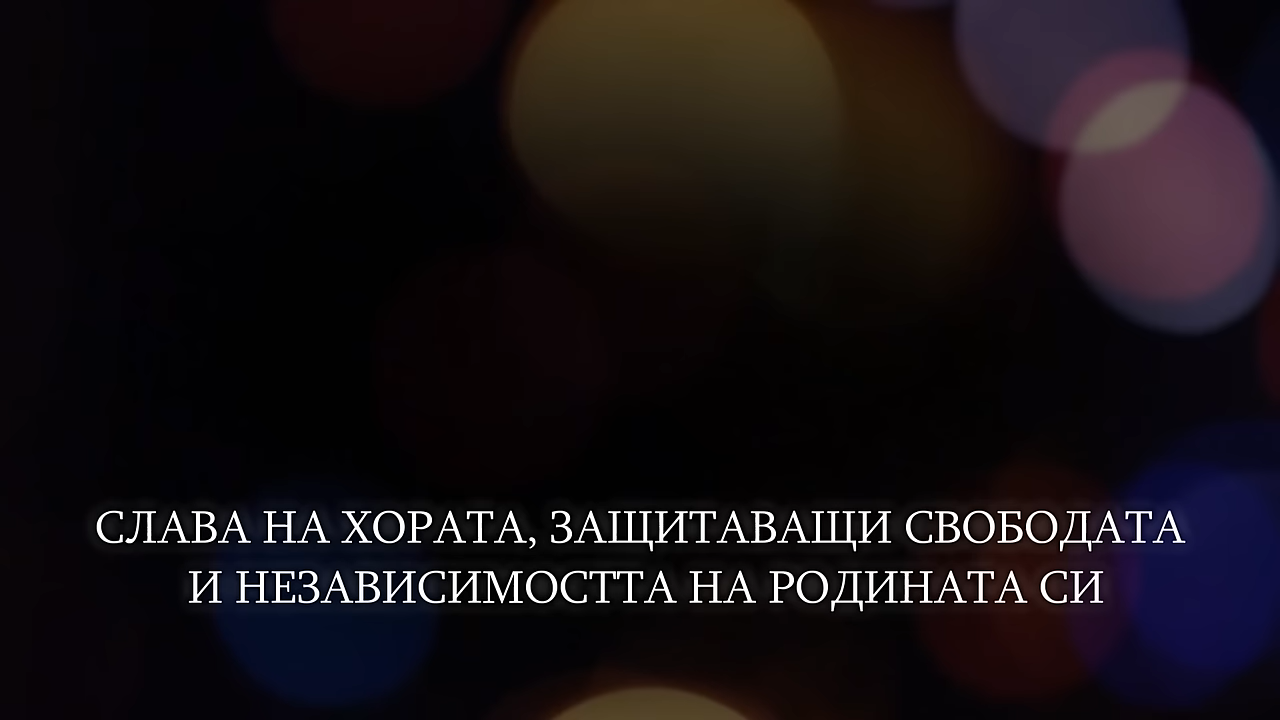 СЛАВА НА ХОРАТА, ЗАЩИТАВАЩИ СВОБОДАТА
И НЕЗАВИСИМОСТТА НА РОДИНАТА СИ